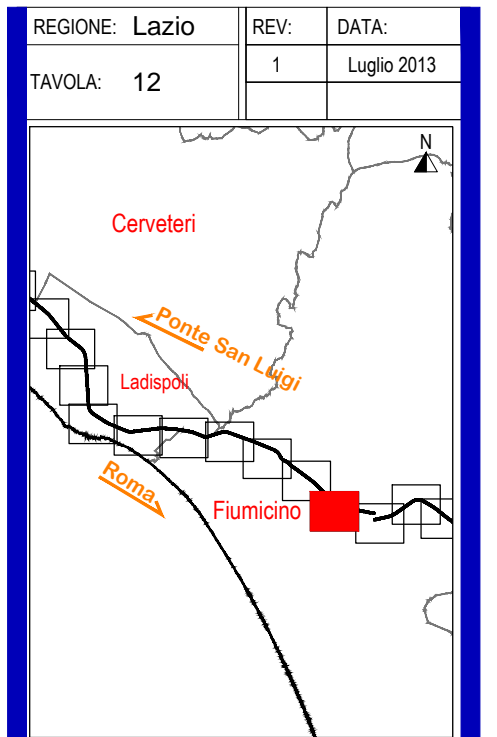 REGIONE: Lazio
REV:
DATA:
TAVOLA: 12
1
Luglio 2013
N
Cerveteri
Ponte San Luigi
Ladispoli
Roma
Fiumicino